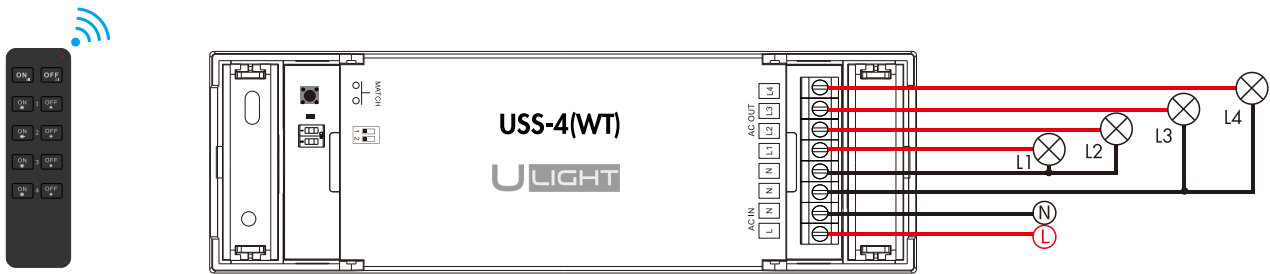 ON OFF
ON 1 OFF
ON 2 OFF
ON 3 OFF
ON 4 OFF
MATCH
1 2
USS-4(WT)
ULIGHT
AC OUT
L4
L3
L2
L1
N
N
AC IN
N
L
L1
L2
L3
L4
N
L